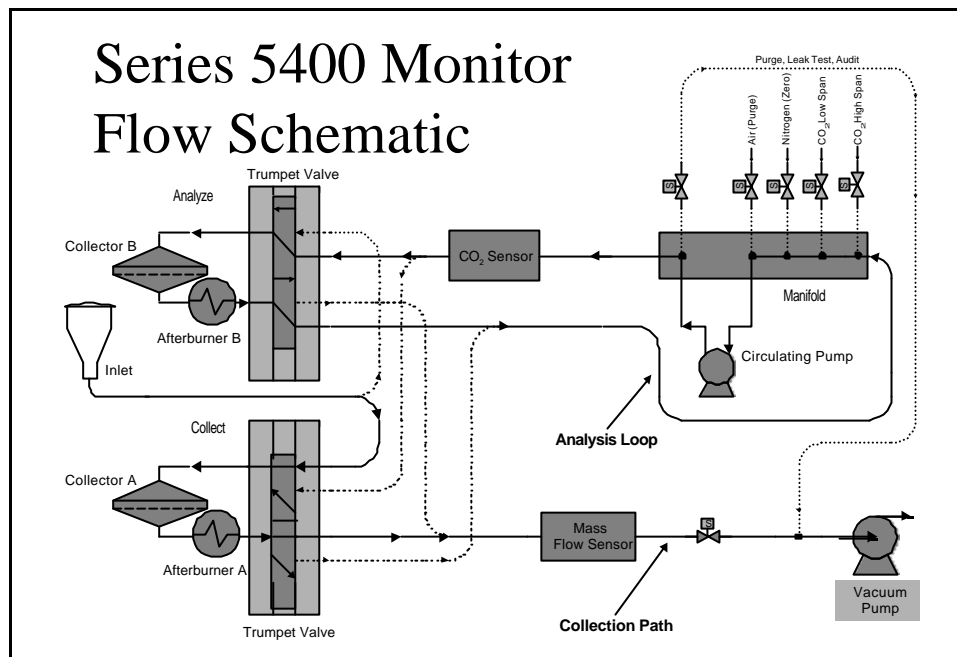 Series 5400 Monitor
Flow Schematic
Purge, Leak Test, Audit
Air (Purge)
Nitrogen (Zero)
CO2 Low Span
CO2 High Span
S
S
S
S
S
Trumpet Valve
Analyze
Collector B
CO2 Sensor
Manifold
Afterburner B
Inlet
Circulating Pump
Analysis Loop
Collect
Collector A
Mass
Flow Sensor
S
Afterburner A
Vacuum
Pump
Collection Path
Trumpet Valve